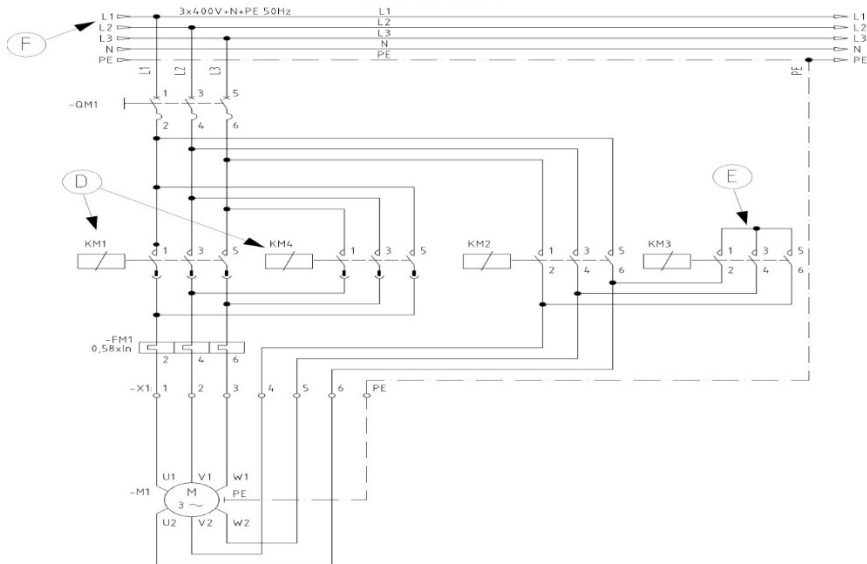 3x400V+N+PE 50Hz
L1 L1 L1
L2 L2 L2
L3 L3 L3
N N N
PE PE PE
F
L1 L2 L3 PE
-QM1 1 3 5
2 4 6
D E
KM1 1 3 5 KM4 1 3 5 KM2 1 3 5 KM3 1 3 5
2 4 6 2 4 6
-FM1
0,58xIn
2 4 6
-X1: 1 2 3 4 5 6 PE
U1 V1 W1
-M1 M PE
3 ~
U2 V2 W2